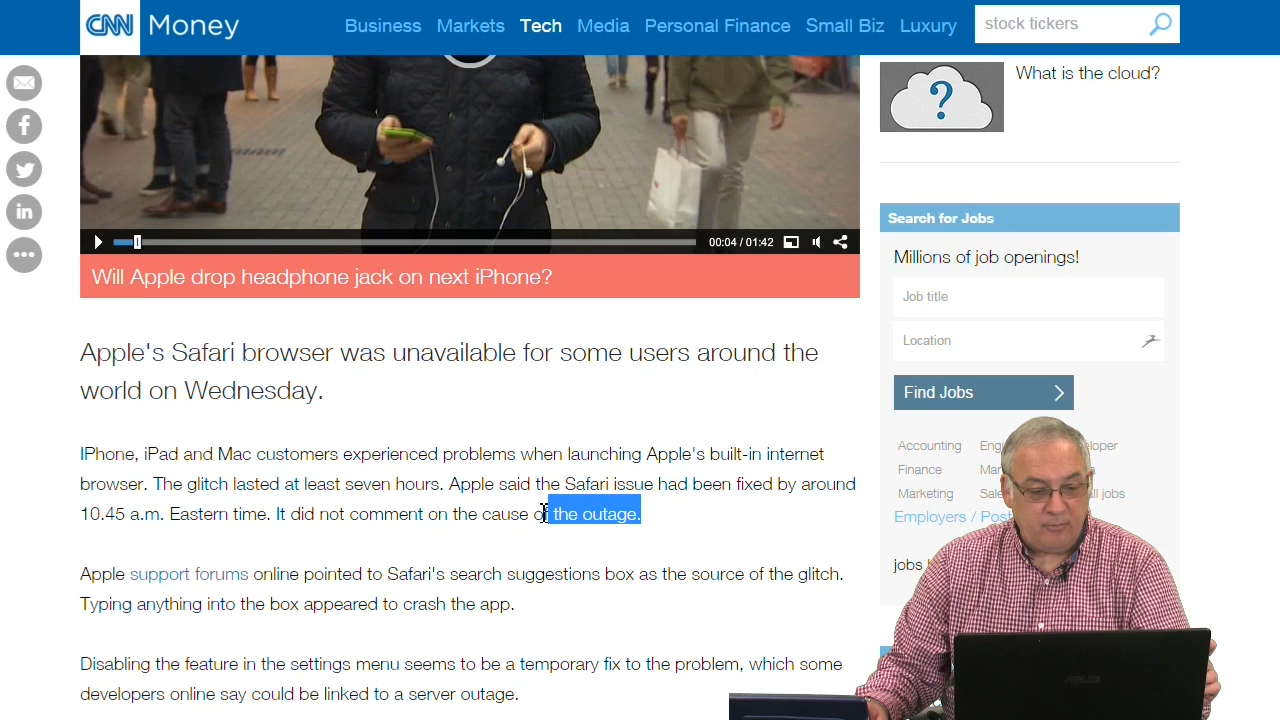 CNN Money
Business Markets Tech Media Personal Finance Small Biz Luxury
stock tickers
?
What is the cloud?
00:04 / 01:42
Will Apple drop headphone jack on next iPhone?
Apple's Safari browser was unavailable for some users around the
world on Wednesday.
IPhone, iPad and Mac customers experienced problems when launching Apple's built-in internet
browser. The glitch lasted at least seven hours. Apple said the Safari issue had been fixed by around
10.45 a.m. Eastern time. It did not comment on the cause of the outage.
Apple support forums online pointed to Safari's search suggestions box as the source of the glitch.
Typing anything into the box appeared to crash the app.
Disabling the feature in the settings menu seems to be a temporary fix to the problem, which some
developers online say could be linked to a server outage.
Search for Jobs
Millions of job openings!
Job title
Location
Find Jobs
Accounting
Finance
Marketing
Employers / Post
jobs
ASUS